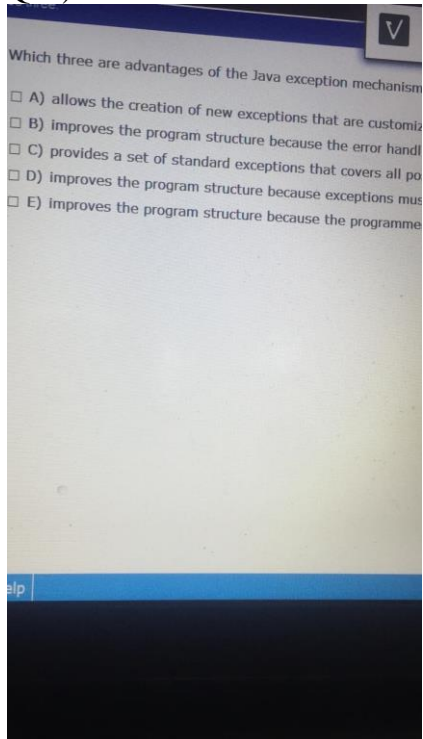 V
Which three are advantages of the Java exception mechanism
A) allows the creation of new exceptions that are customiz
B) improves the program structure because the error handl
C) provides a set of standard exceptions that covers all po
D) improves the program structure because exceptions mus
E) improves the program structure because the programme
elp